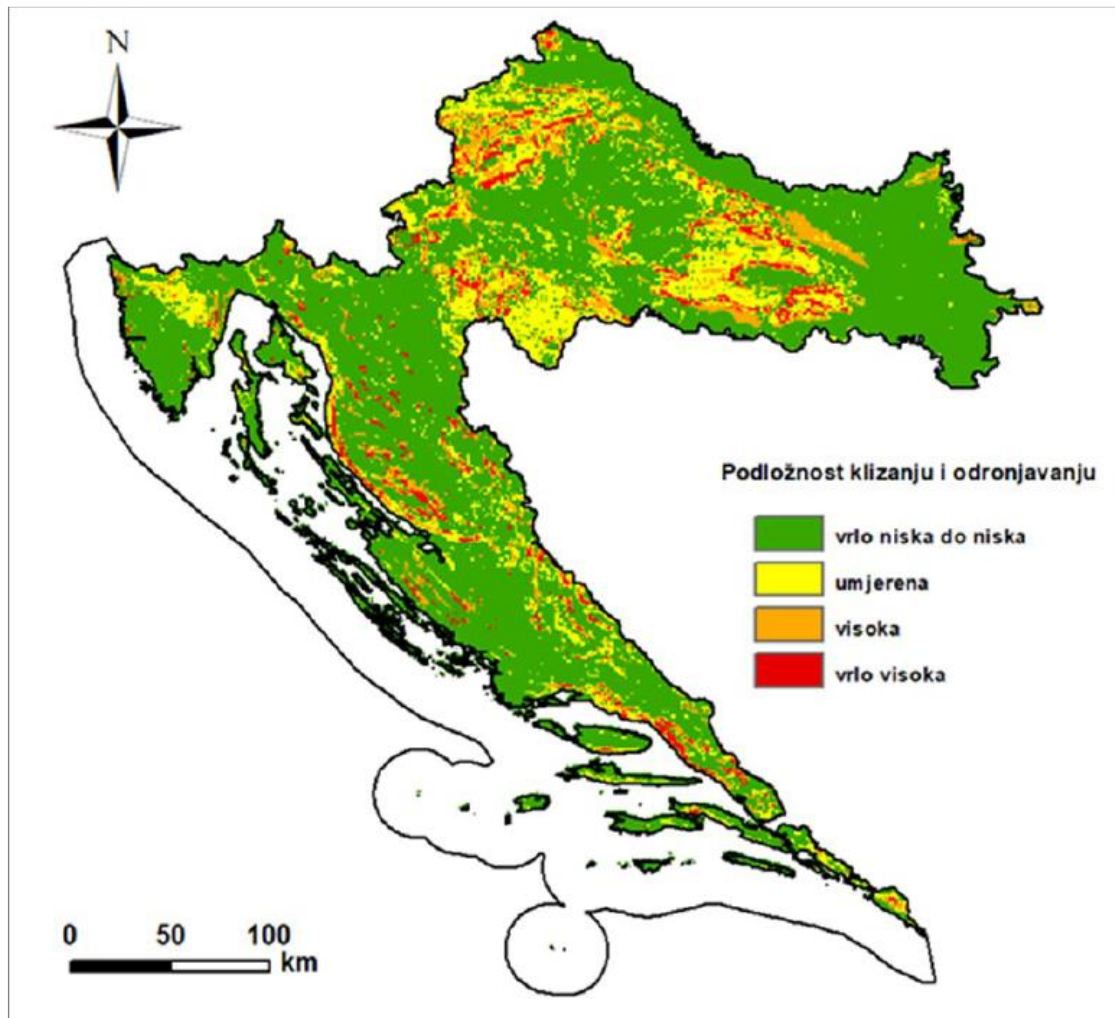 N
Podložnost klizanju i odronjavanju
vrlo niska do niska
umjerena
visoka
vrlo visoka
0 50 100
km